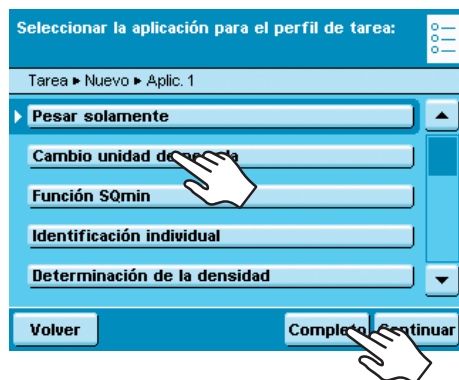 Seleccionar la aplicación para el perfil de tarea:
Tarea ▸ Nuevo ▸ Aplic. 1
Pesar solamente
Cambio unidad de
Función SQmin
Identificación individual
Determinación de la densidad
Volver
Completo
Continuar